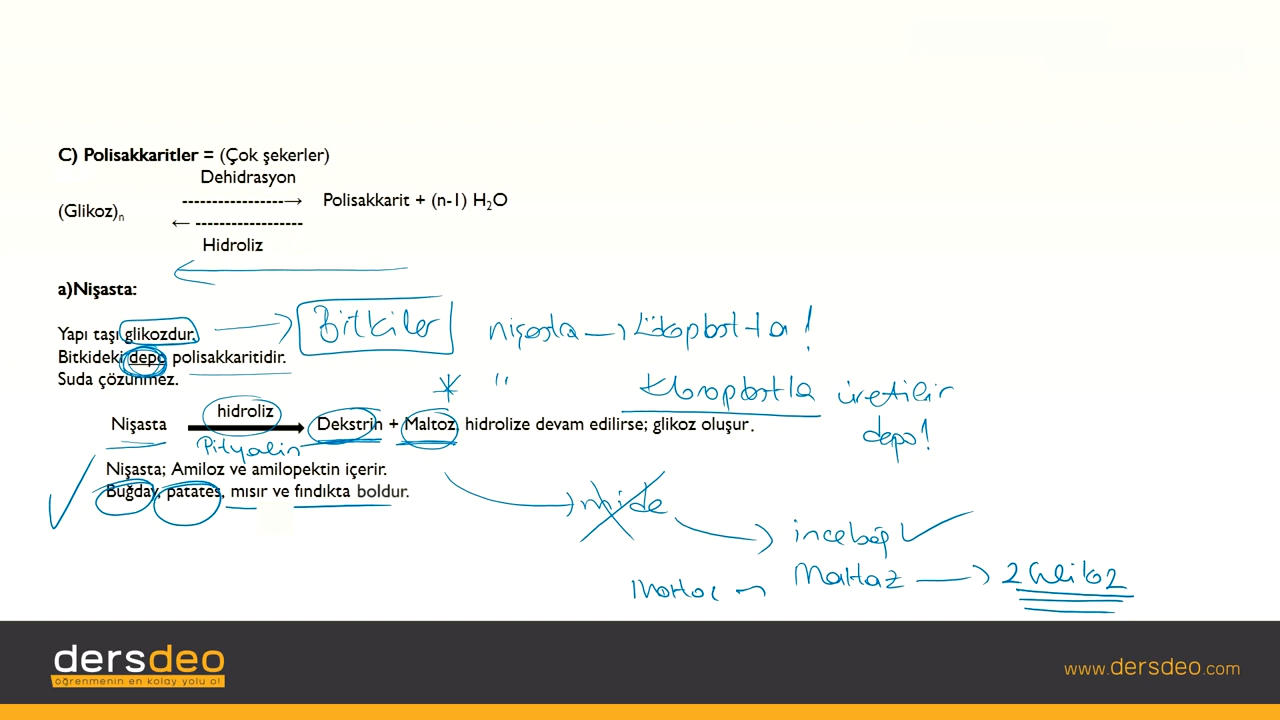 C) Polisakkaritler = (Çok şekerler)
Dehidrasyon
(Glikoz)n -----------------→ Polisakkarit + (n-1) H₂O
← ------------------
Hidroliz
a)Nişasta:
Yapı taşı glikozdur. Bitkiler nişasta → Lökoplastta!
Bitkideki depo polisakkaritidir.
Suda çözünmez. * " Kloroplastla üretilir
hidroliz
Nişasta Dekstrin + Maltoz, hidrolize devam edilirse; glikoz oluşur. depo!
Pityalin
Nişasta; Amiloz ve amilopektin içerir.
Buğday, patates, mısır ve fındıkta boldur.
mide
incebağ ✓
Maltoz Maltaz → 2 Glikoz
dersdeo
öğrenmenin en kolay yolu o!
www.dersdeo.com